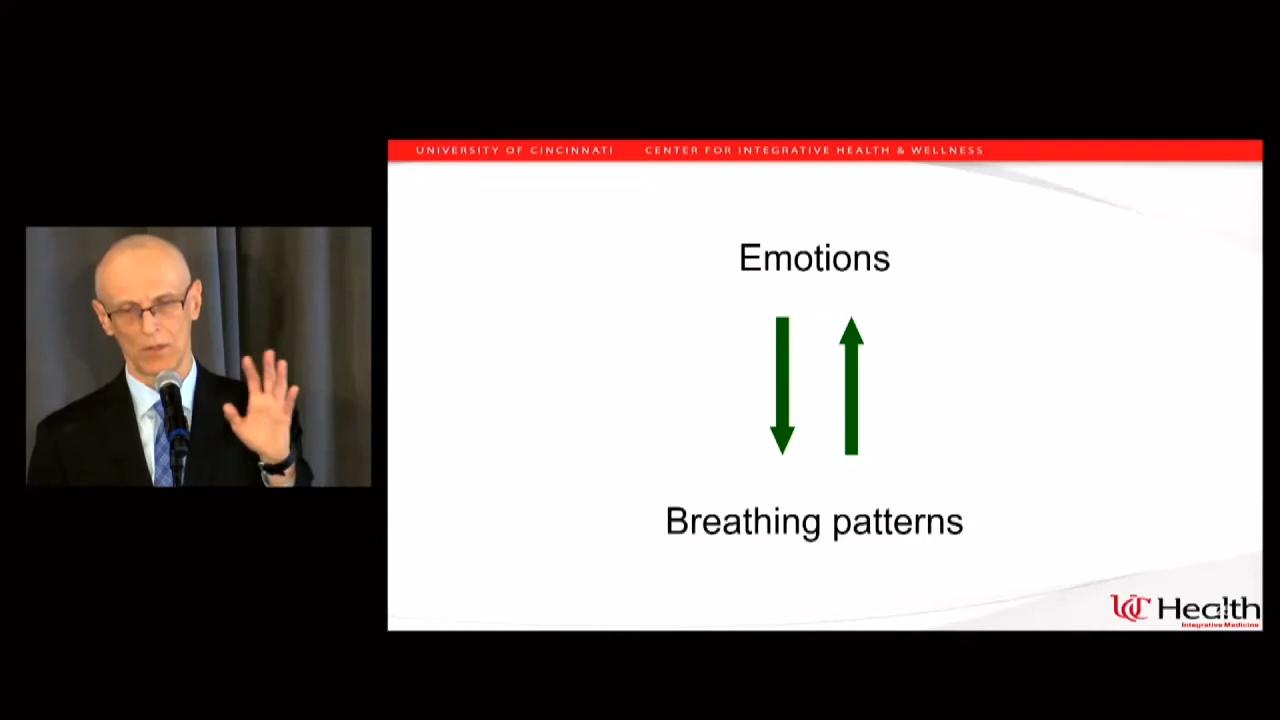 UNIVERSITY OF CINCINNATI CENTER FOR INTEGRATIVE HEALTH & WELLNESS
Emotions
Breathing patterns
UC Health
Integrative Medicine